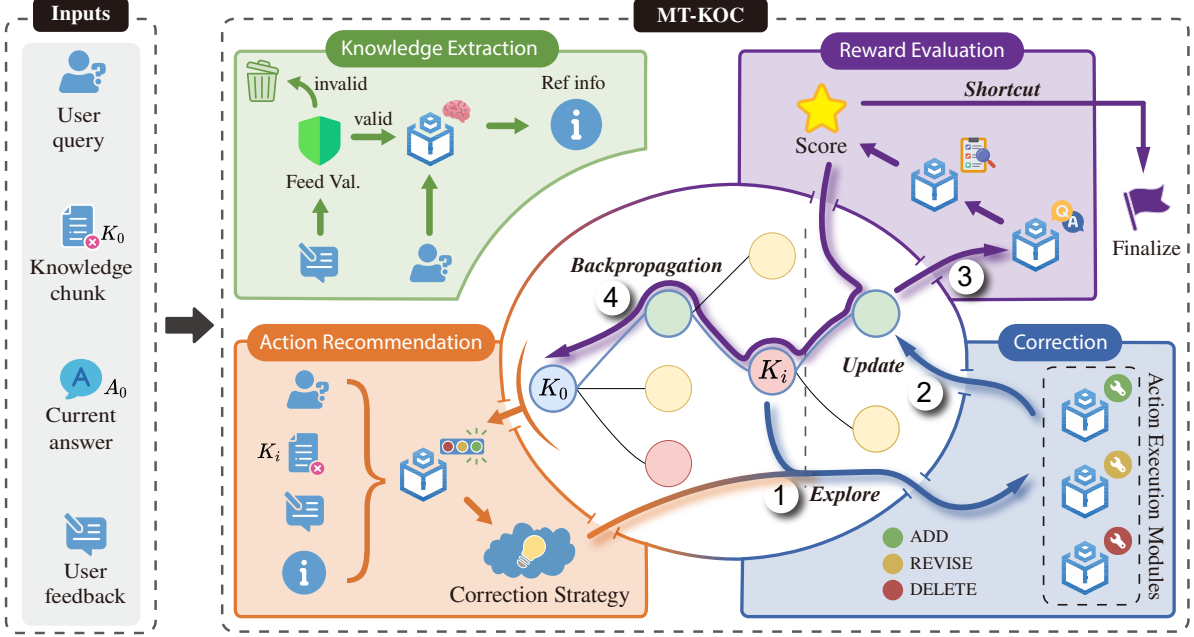 Inputs
User
query
K0
Knowledge
chunk
A
A0
Current
answer
User
feedback
MT-KOC
Knowledge Extraction
invalid
valid
Feed Val.
Ref info
i
Reward Evaluation
Shortcut
Score
Q
A
Finalize
3
Backpropagation
4
K0
Ki
Update
2
1
Explore
Action Recommendation
Ki
i
Correction Strategy
Correction
ADD
REVISE
DELETE
Action Execution Modules